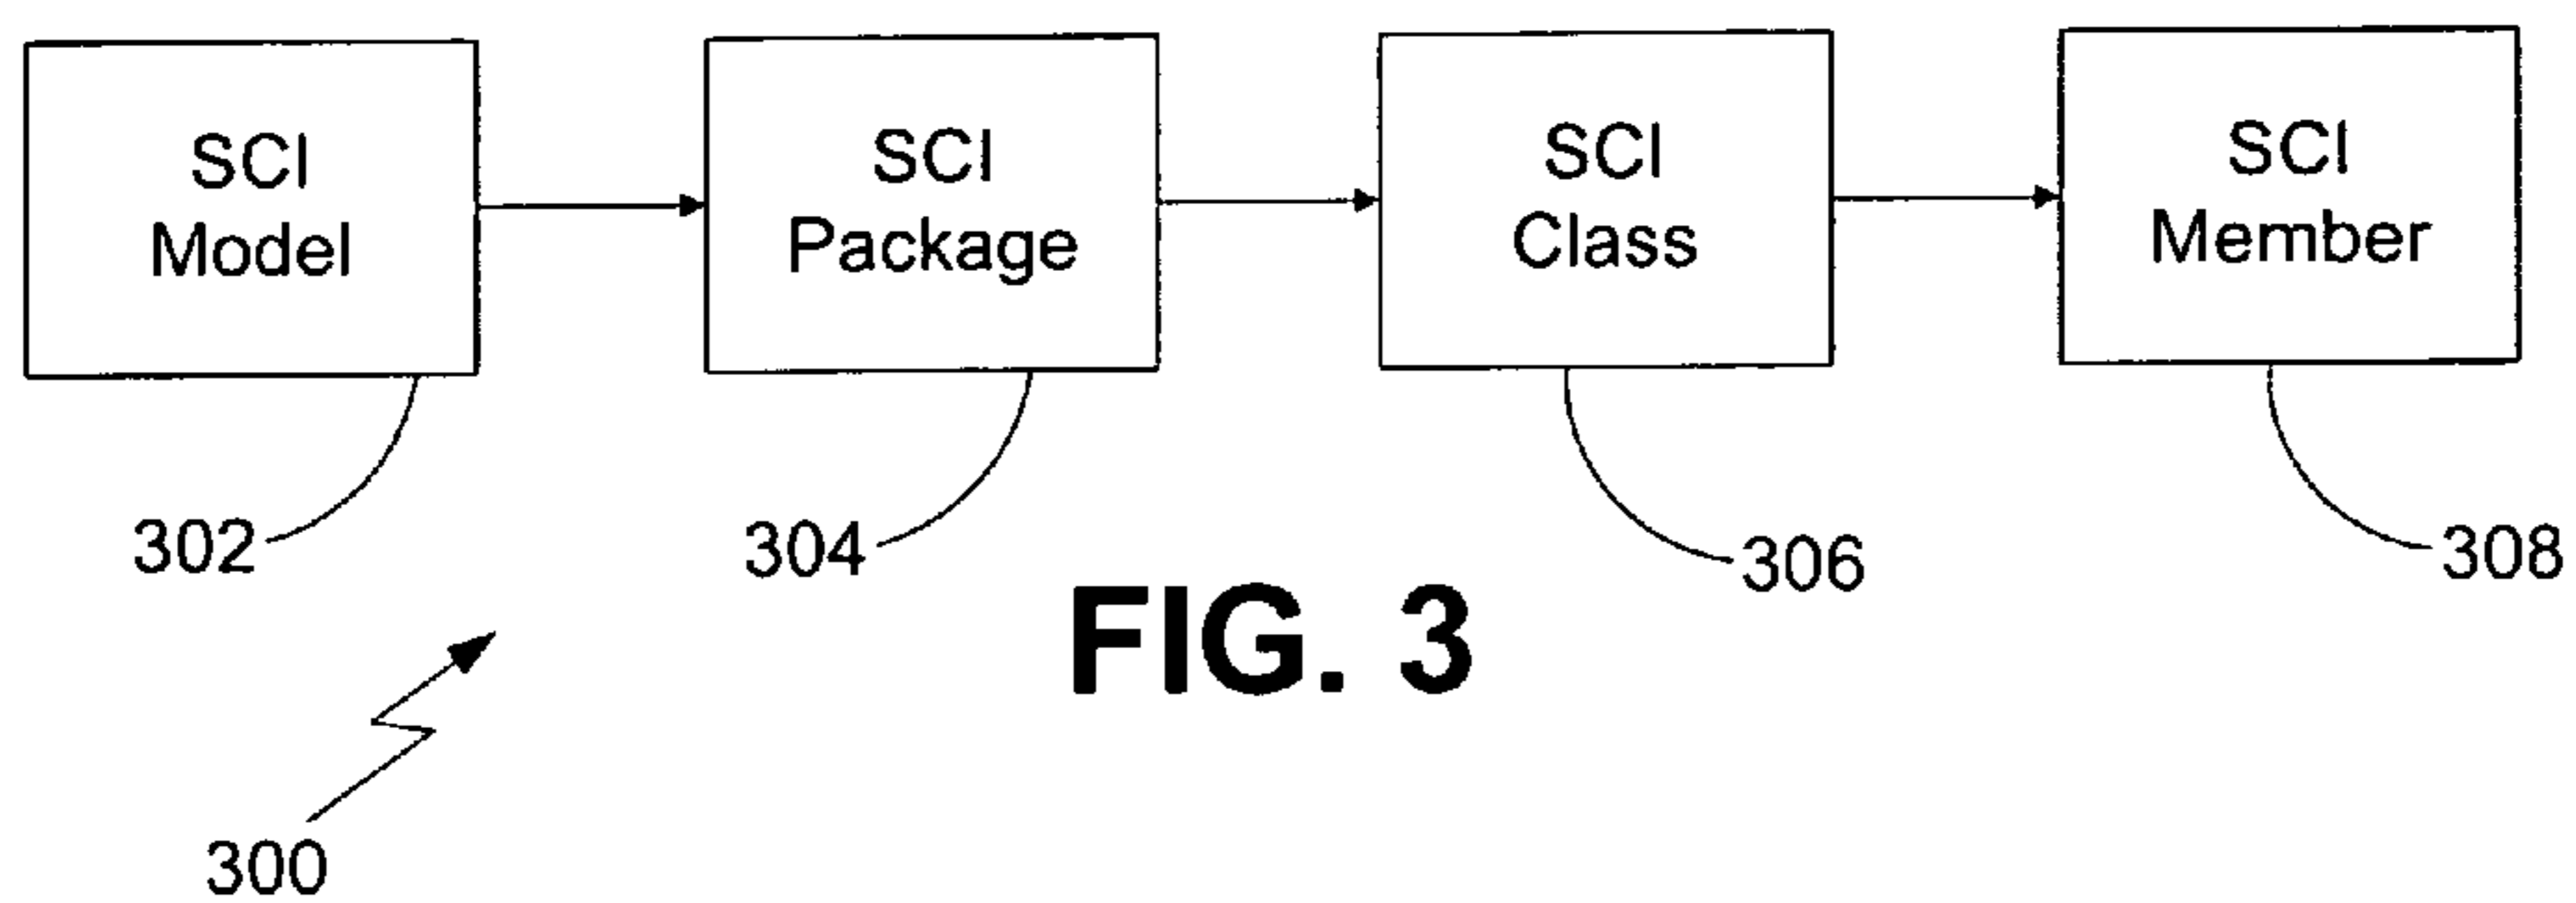 SCI
Model
SCI
Package
SCI
Class
SCI
Member
302
304
306
308
FIG. 3
300